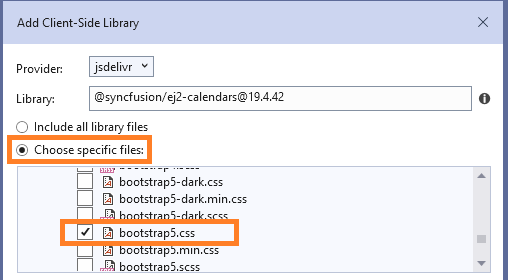 Add Client-Side Library
Provider: jsdelivr
Library: @syncfusion/ej2-calendars@19.4.42
Include all library files
Choose specific files:
bootstrap5-dark.css
bootstrap5-dark.min.css
bootstrap5-dark.scss
bootstrap5.css
bootstrap5.min.css
bootstrap5.scss